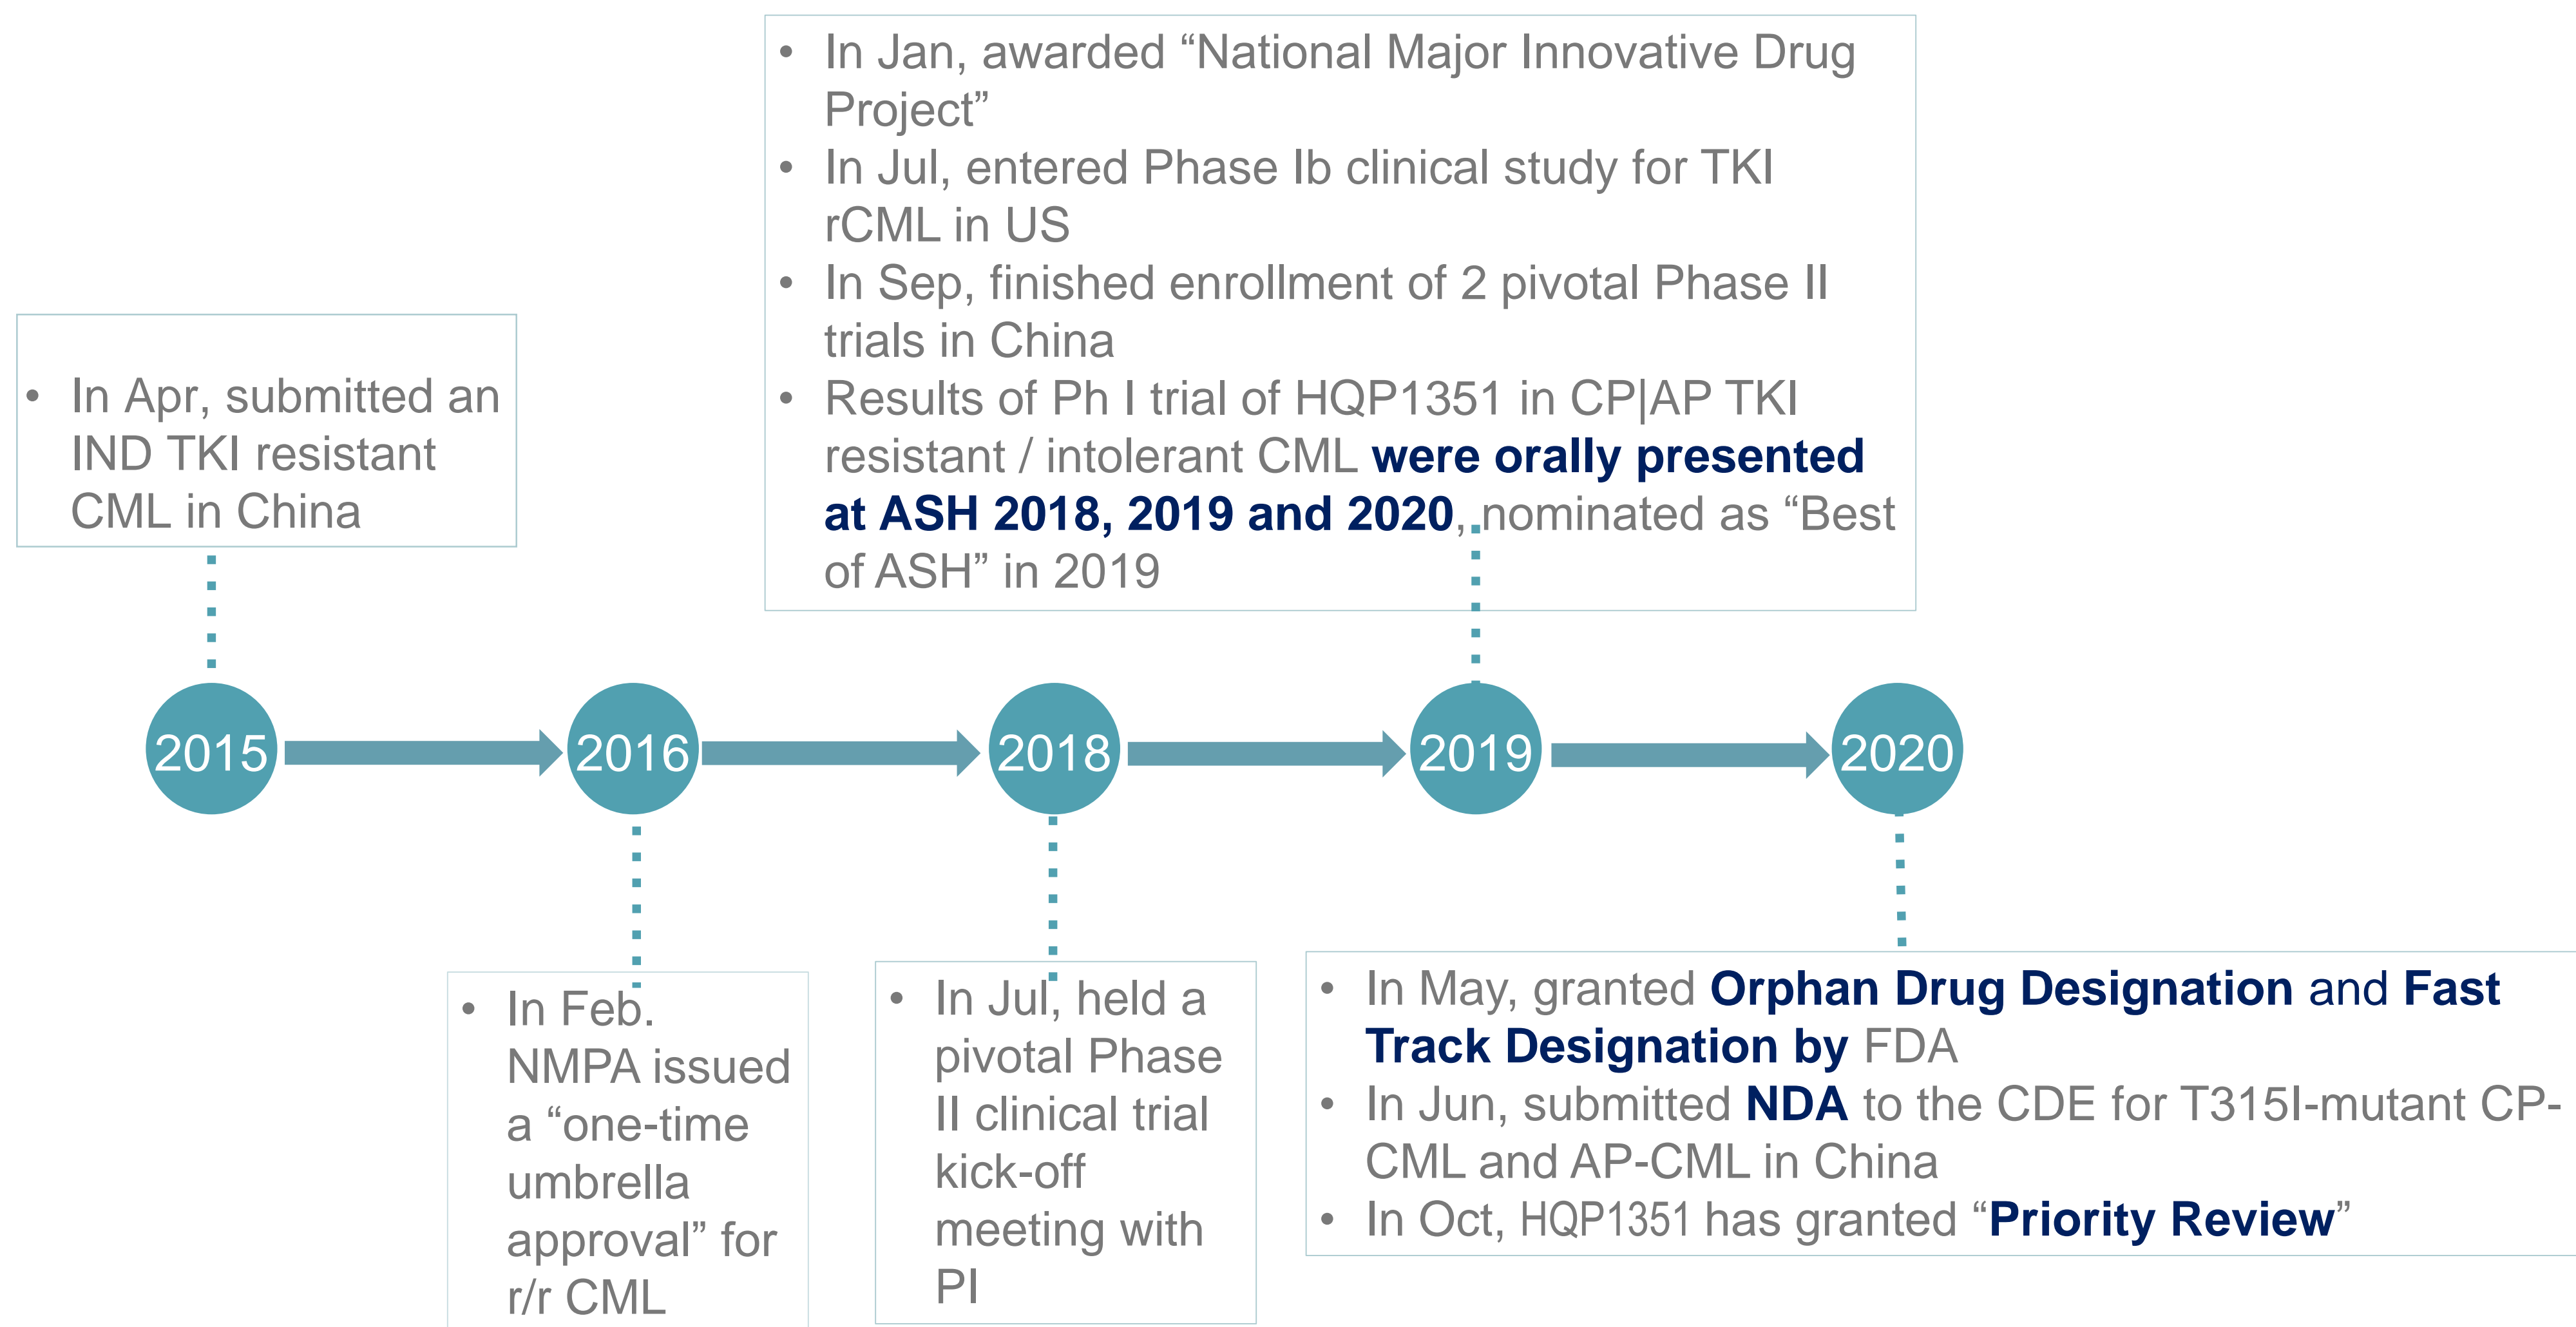 • In Jan, awarded “National Major Innovative Drug
Project”
• In Jul, entered Phase Ib clinical study for TKI
rCML in US
• In Sep, finished enrollment of 2 pivotal Phase II
trials in China
• Results of Ph I trial of HQP1351 in CP|AP TKI
resistant / intolerant CML were orally presented
at ASH 2018, 2019 and 2020, nominated as “Best
of ASH” in 2019
• In Apr, submitted an
IND TKI resistant
CML in China
2015
2016
2018
2019
2020
• In Feb.
NMPA issued
a “one-time
umbrella
approval” for
r/r CML
• In Jul, held a
pivotal Phase
II clinical trial
kick-off
meeting with
PI
• In May, granted Orphan Drug Designation and Fast
Track Designation by FDA
• In Jun, submitted NDA to the CDE for T315I-mutant CP-
CML and AP-CML in China
• In Oct, HQP1351 has granted “Priority Review”